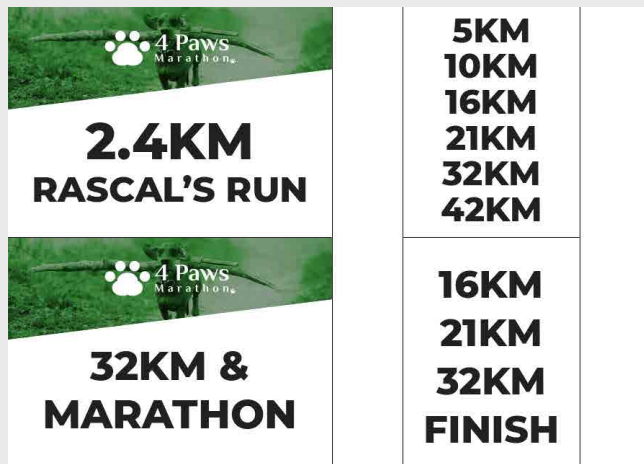 4 Paws
Marathon
2.4KM
RASCAL'S RUN
5KM
10KM
16KM
21KM
32KM
42KM
4 Paws
Marathon
32KM &
MARATHON
16KM
21KM
32KM
FINISH